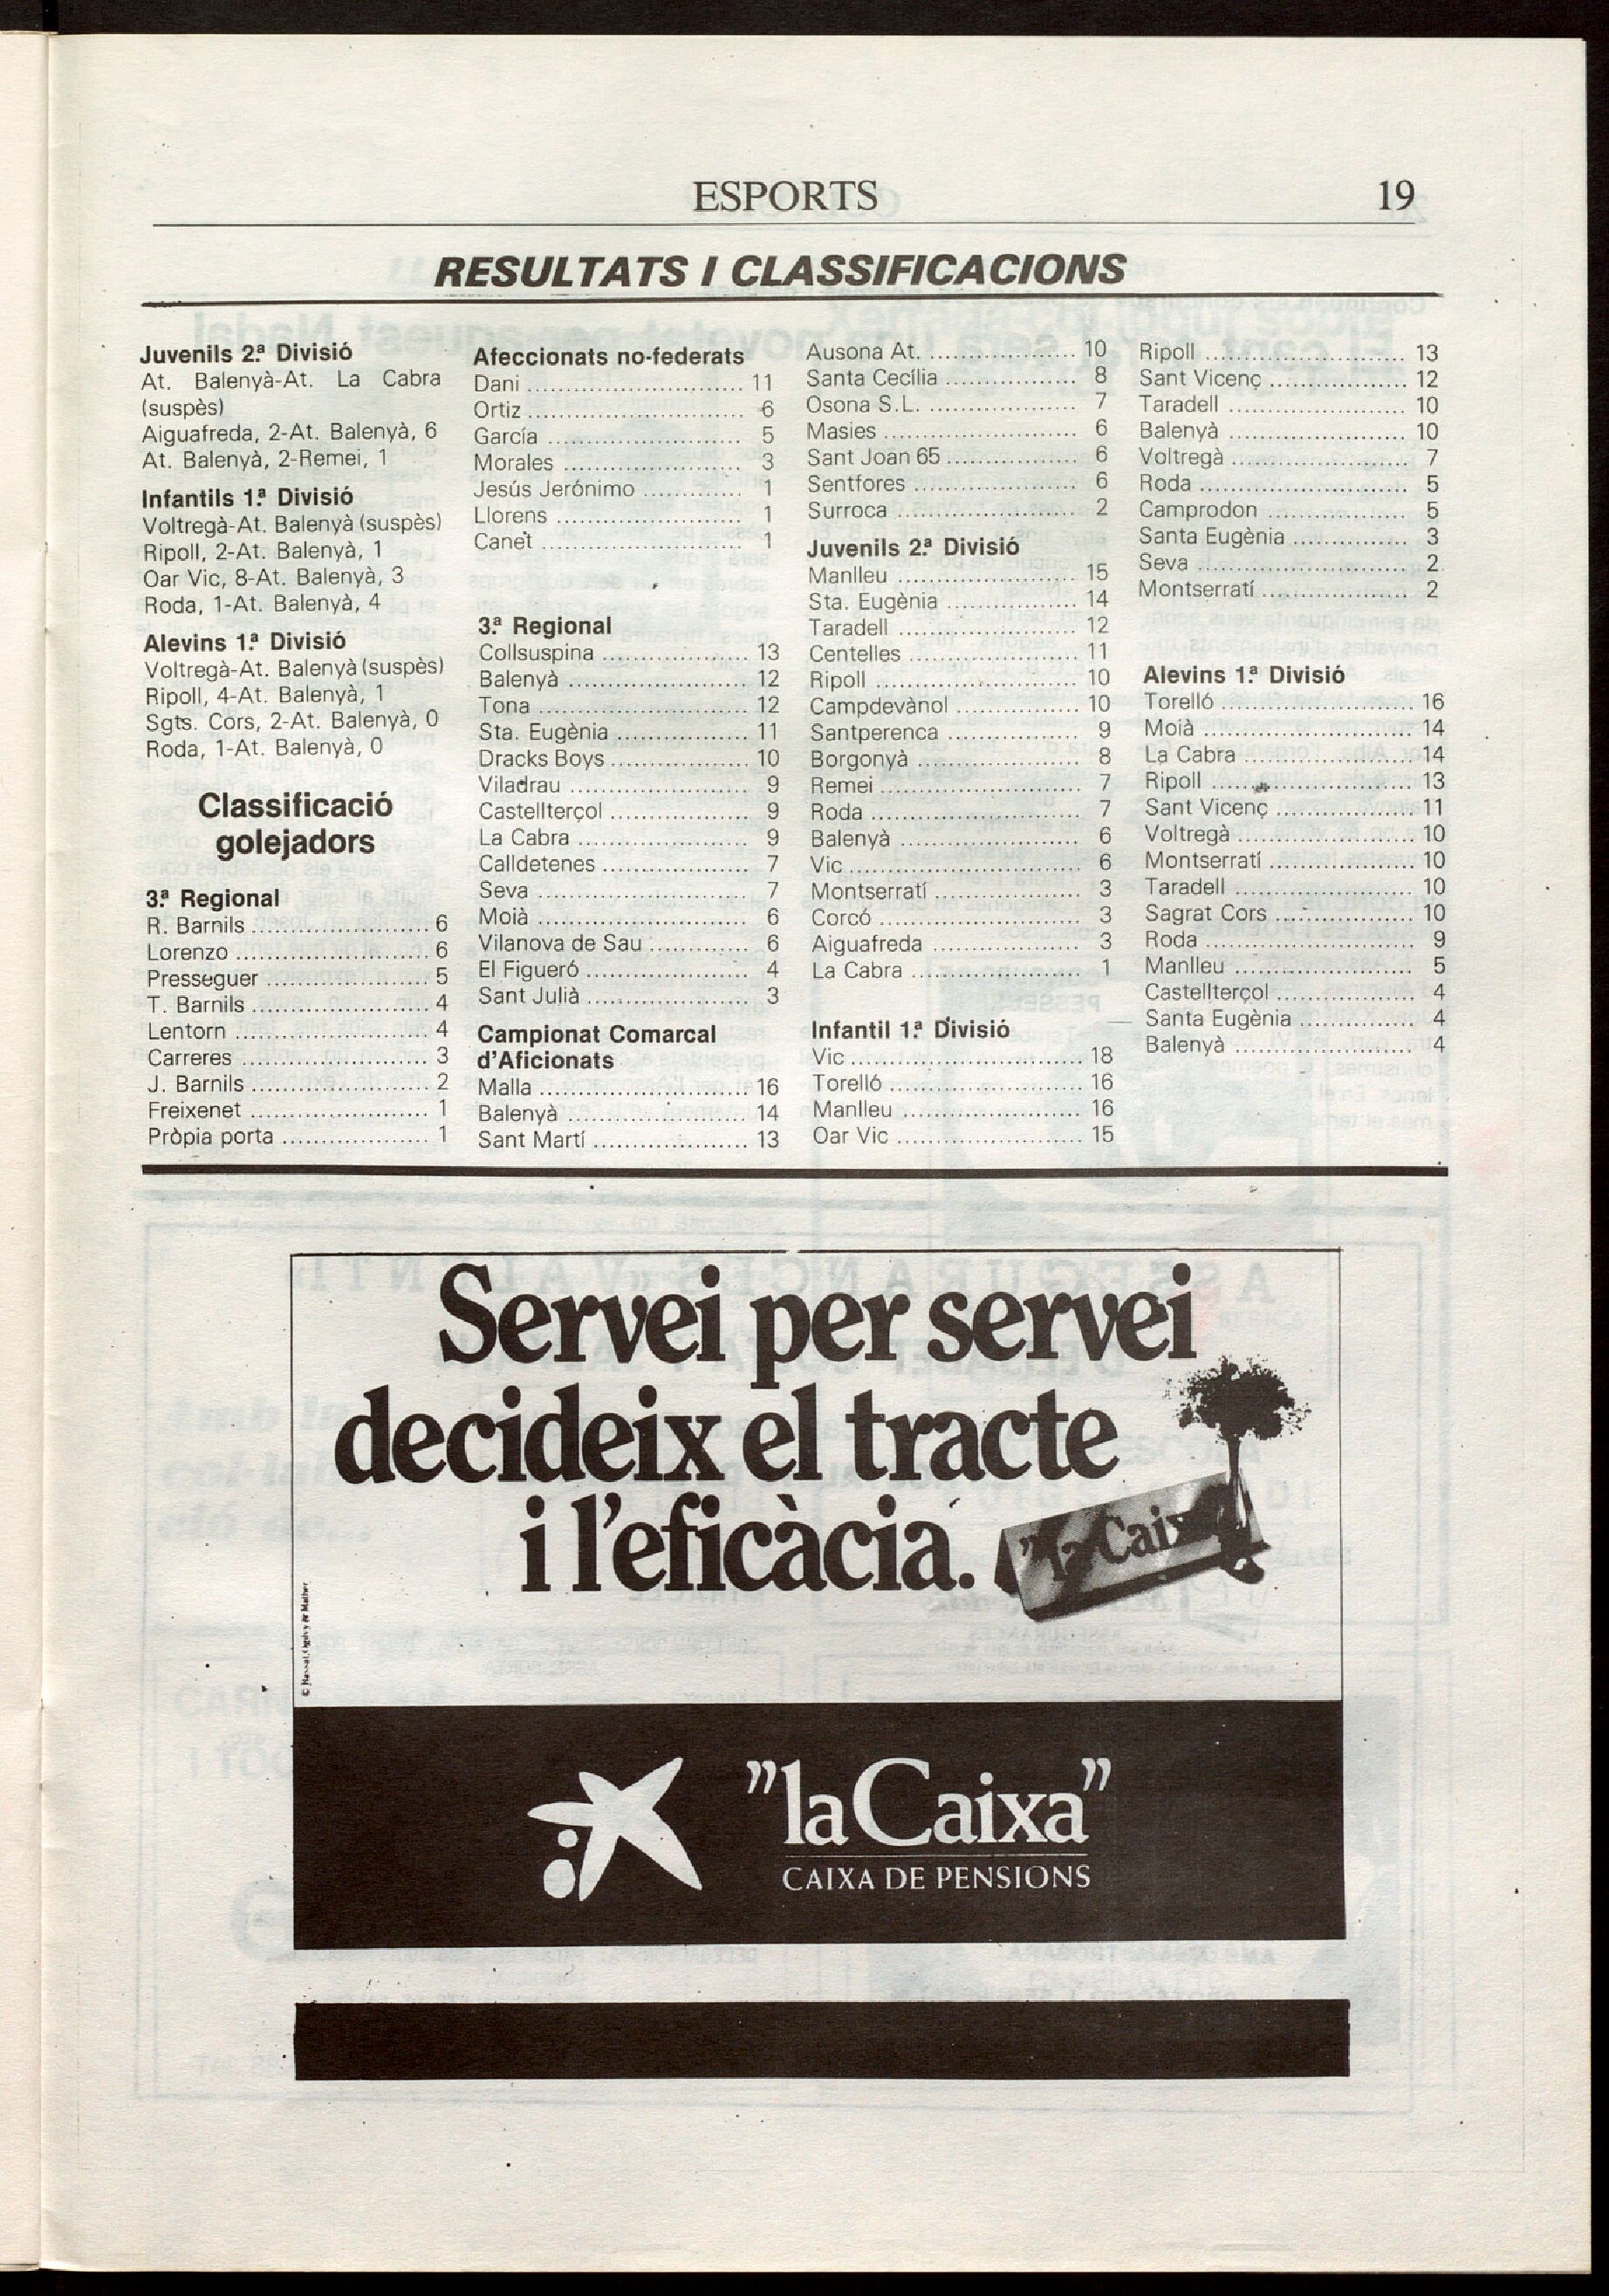 ESPORTS
19
RESULTATS I CLASSIFICACIONS
Juvenils 2.ª Divisió
At. Balenyà-At. La Cabra
(suspès)
Aiguafreda, 2-At. Balenyà, 6
At. Balenyà, 2-Remei, 1
Infantils 1.ª Divisió
Voltregà-At. Balenyà (suspès)
Ripoll, 2-At. Balenyà, 1
Oar Vic, 8-At. Balenyà, 3
Roda, 1-At. Balenyà, 4
Alevins 1.ª Divisió
Voltregà-At. Balenyà (suspès)
Ripoll, 4-At. Balenyà, 1
Sgts. Cors, 2-At. Balenyà, 0
Roda, 1-At. Balenyà, 0
Classificació
golejadors
3.ª Regional
R. Barnils ........................ 6
Lorenzo ........................ 6
Presseguer .................... 5
T. Barnils ....................... 4
Lentorn ......................... 4
Carreres ........................ 3
J. Barnils ........................ 2
Freixenet ....................... 1
Pròpia porta ................... 1
Afeccionats no-federats
Dani ............................ 11
Ortiz ............................ 6
García ......................... 5
Morales ....................... 3
Jesús Jerónimo ............. 1
Llorens ........................ 1
Canet .......................... 1
3.ª Regional
Collsuspina ................... 13
Balenyà ....................... 12
Tona ........................... 12
Sta. Eugènia ................. 11
Dracks Boys .................. 10
Viladrau ....................... 9
Castellterçol .................. 9
La Cabra ...................... 9
Calldetenes ................... 7
Seva ............................ 7
Moià ........................... 6
Vilanova de Sau ............. 6
El Figueró ..................... 4
Sant Julià ..................... 3
Campionat Comarcal
d'Aficionats
Malla ........................... 16
Balenyà ....................... 14
Sant Martí .................... 13
Ausona At. ................... 10
Santa Cecília ................. 8
Osona S.L. ................... 7
Masies ......................... 6
Sant Joan 65 ................. 6
Sentfores ..................... 6
Surroca ........................ 2
Juvenils 2.ª Divisió
Manlleu ....................... 15
Sta. Eugènia ................. 14
Taradell ....................... 12
Centelles ...................... 11
Ripoll .......................... 10
Campdevànol ................ 10
Santperenca ................. 9
Borgonyà ..................... 8
Remei .......................... 7
Roda ........................... 7
Balenyà ....................... 6
Vic .............................. 6
Montserratí ................... 3
Corcó .......................... 3
Aiguafreda ................... 3
La Cabra ...................... 1
Infantil 1.ª Divisió
Vic .............................. 18
Torelló ......................... 16
Manlleu ....................... 16
Oar Vic ........................ 15
Ripoll .......................... 13
Sant Vicenç .................. 12
Taradell ....................... 10
Balenyà ....................... 10
Voltregà ....................... 7
Roda ........................... 5
Camprodon .................. 5
Santa Eugènia ............... 3
Seva ........................... 2
Montserratí ................... 2
Alevins 1.ª Divisió
Torelló ......................... 16
Moià ........................... 14
La Cabra ...................... 14
Ripoll .......................... 13
Sant Vicenç .................. 11
Voltregà ....................... 10
Montserratí ................... 10
Taradell ....................... 10
Sagrat Cors .................. 10
Roda ........................... 9
Manlleu ....................... 5
Castellterçol .................. 4
Santa Eugènia ............... 4
Balenyà ....................... 4
Servei per servei
decideix el tracte
i l'eficàcia.
"la Caixa
"la Caixa"
CAIXA DE PENSIONS